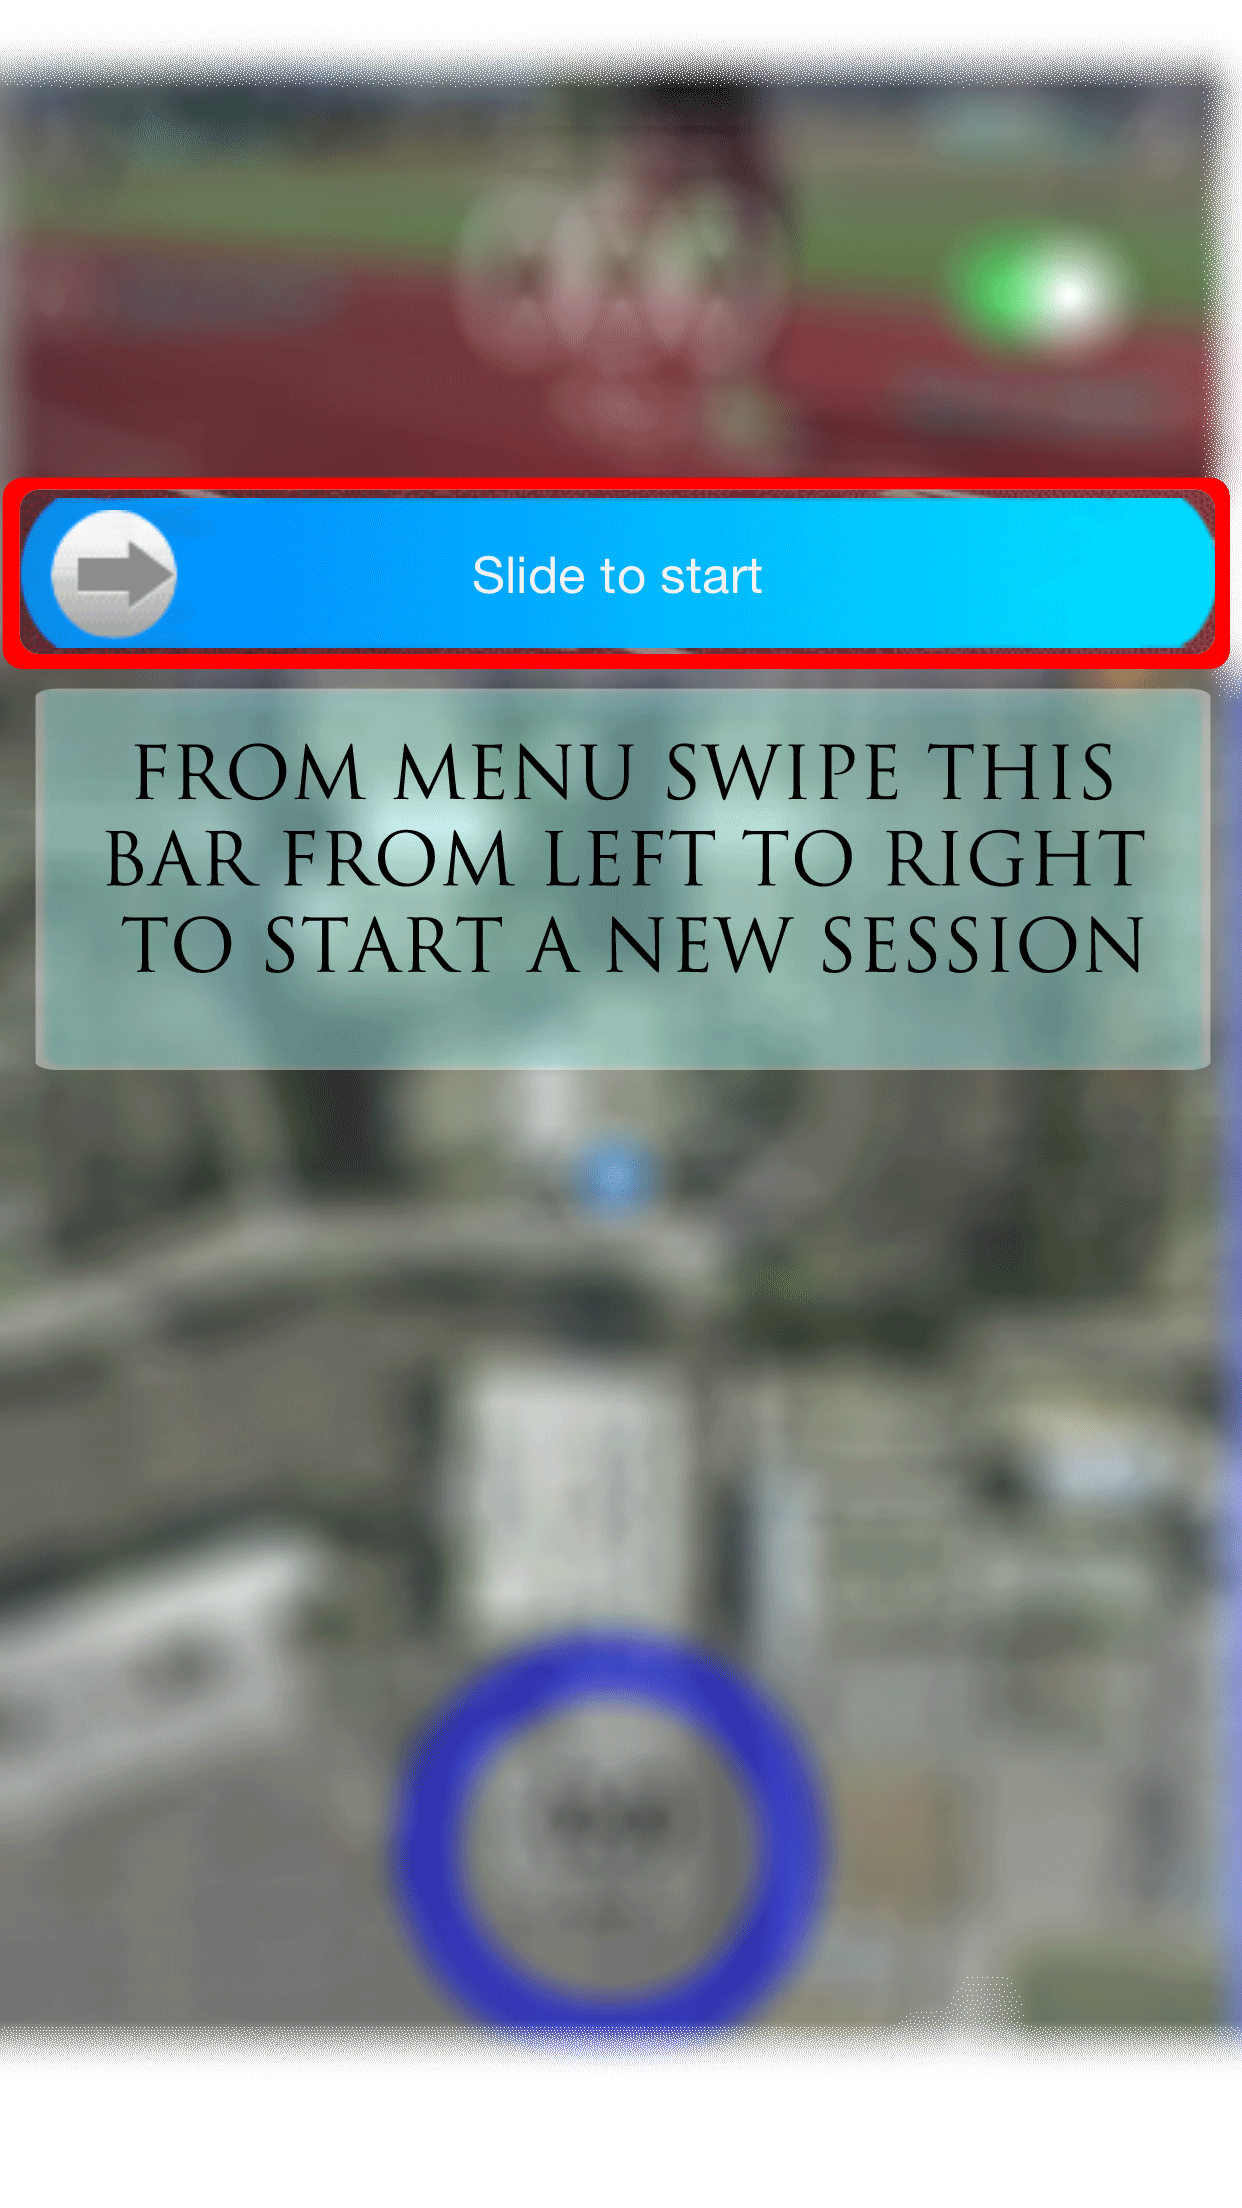 Slide to start
FROM MENU SWIPE THIS
BAR FROM LEFT TO RIGHT
TO START A NEW SESSION